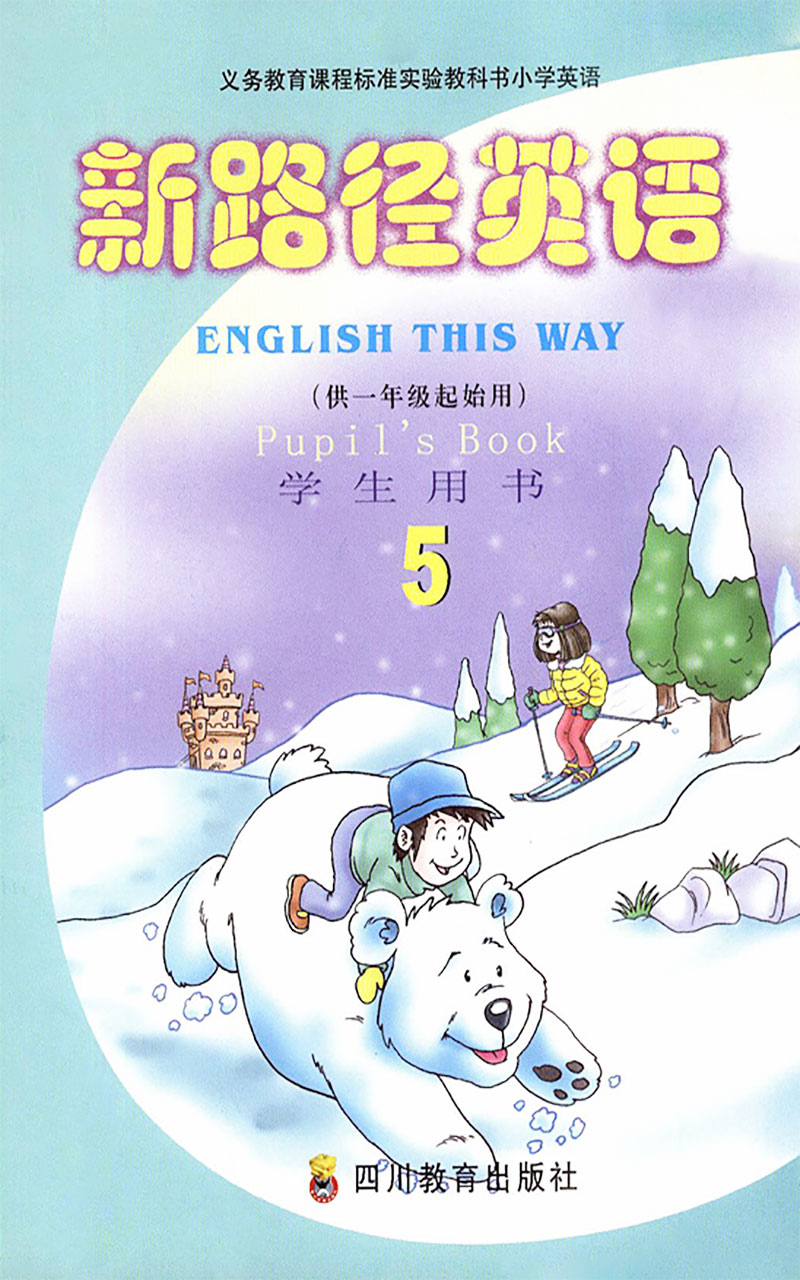 义务教育课程标准实验教科书小学英语
新路径英语
ENGLISH THIS WAY
（供一年级起始用）
Pupil's Book
学生用书
5
四川教育出版社